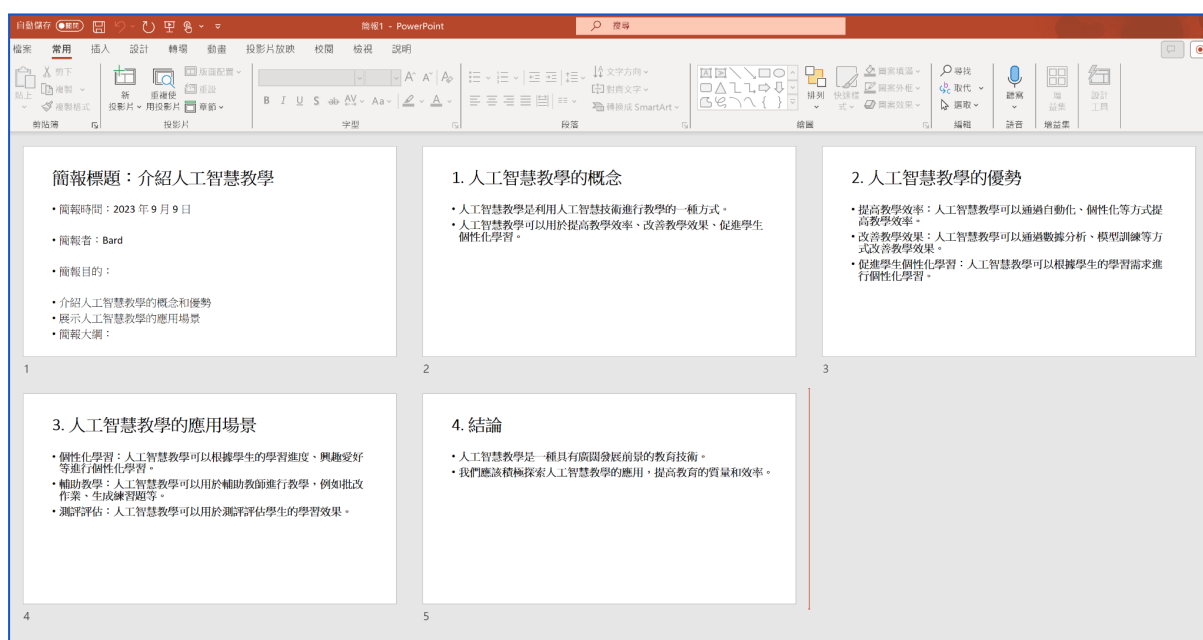 自動儲存 關閉 簡報1 - PowerPoint 搜尋
檔案 常用 插入 設計 轉場 動畫 投影片放映 校閱 檢視 說明
貼上 剪下 複製 複製格式
新投影片 重複使用投影片 版面配置 重設 章節
B I U S ab AV Aa A A A A
文字方向 對齊文字 轉換成 SmartArt
排列 快速樣式 圖案填滿 圖案外框 圖案效果
尋找 取代 選取
聽寫 增益集 設計工具
剪貼簿 投影片 字型 段落 繪圖 編輯 語音 增益集
簡報標題：介紹人工智慧教學
• 簡報時間：2023 年 9 月 9 日
• 簡報者：Bard
• 簡報目的：
• 介紹人工智慧教學的概念和優勢
• 展示人工智慧教學的應用場景
• 簡報大綱：
1
1. 人工智慧教學的概念
• 人工智慧教學是利用人工智慧技術進行教學的一種方式。
• 人工智慧教學可以用於提高教學效率、改善教學效果、促進學生
個性化學習。
2
2. 人工智慧教學的優勢
• 提高教學效率：人工智慧教學可以通過自動化、個性化等方式提
高教學效率。
• 改善教學效果：人工智慧教學可以通過數據分析、模型訓練等方
式改善教學效果。
• 促進學生個性化學習：人工智慧教學可以根據學生的學習需求進
行個性化學習。
3
3. 人工智慧教學的應用場景
• 個性化學習：人工智慧教學可以根據學生的學習進度、興趣愛好
等進行個性化學習。
• 輔助教學：人工智慧教學可以用於輔助教師進行教學，例如批改
作業、生成練習題等。
• 測評評估：人工智慧教學可以用於測評評估學生的學習效果。
4
4. 結論
• 人工智慧教學是一種具有廣闊發展前景的教育技術。
• 我們應該積極探索人工智慧教學的應用，提高教育的質量和效率。
5